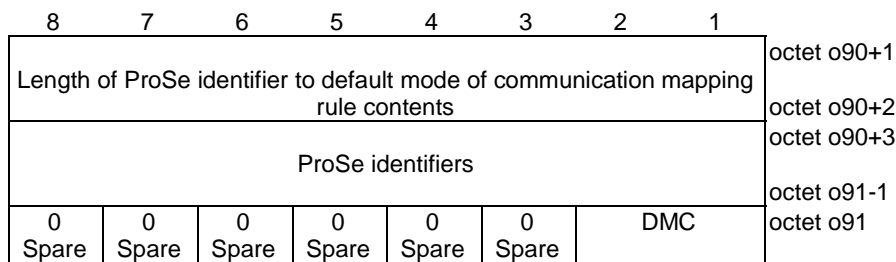 8 7 6 5 4 3 2 1
octet o90+1
Length of ProSe identifier to default mode of communication mapping
rule contents
octet o90+2
octet o90+3
ProSe identifiers
octet o91-1
0 0 0 0 0 0 DMC octet o91
Spare Spare Spare Spare Spare Spare